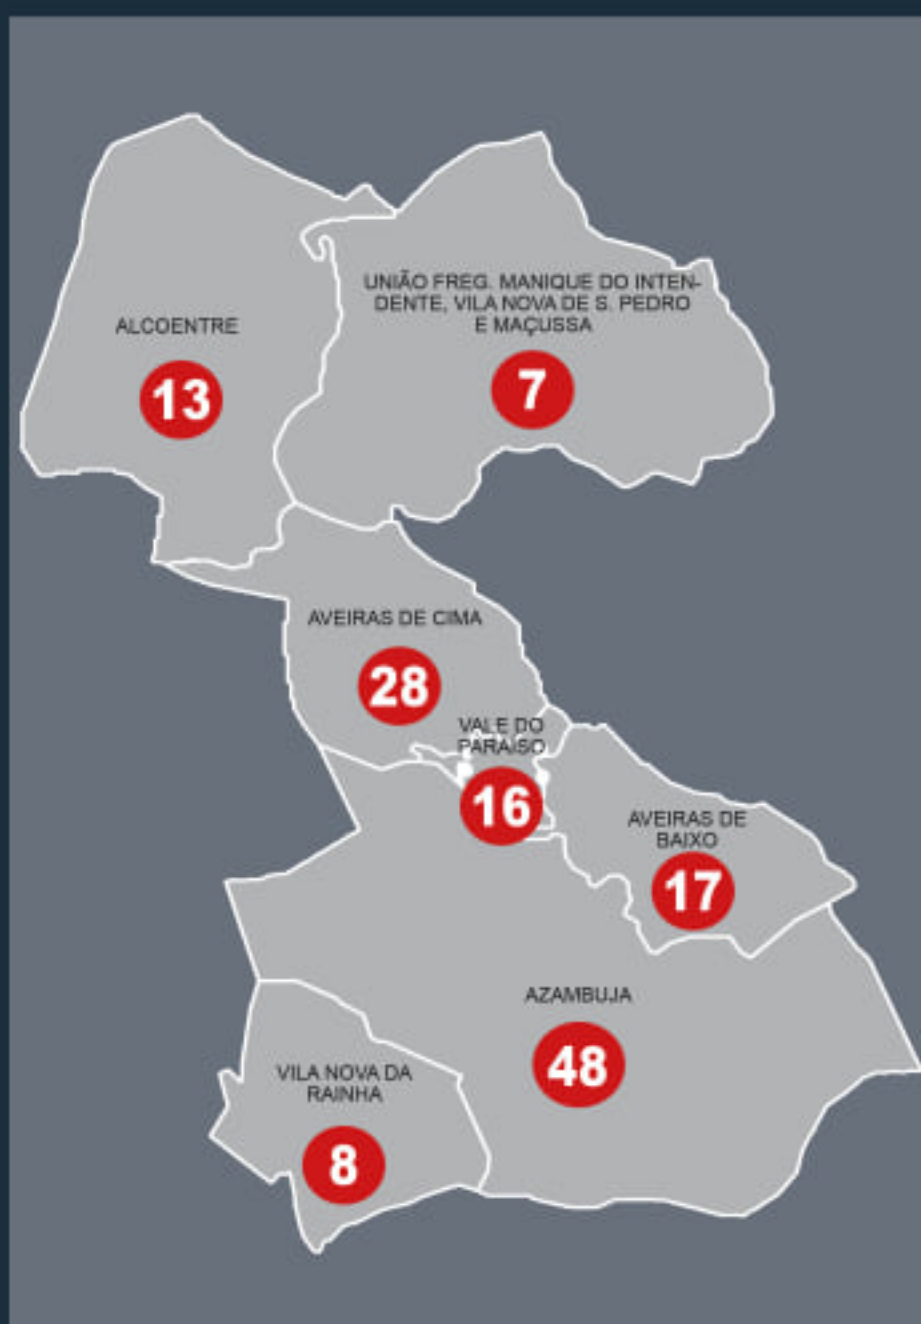 UNIÃO FREG. MANIQUE DO INTEN-
DENTE, VILA NOVA DE S. PEDRO
E MAÇUSSA
7
ALCOENTRE
13
AVEIRAS DE CIMA
28
VALE DO
PARAÍSO
16
AVEIRAS DE
BAIXO
17
AZAMBUJA
48
VILA NOVA DA
RAINHA
8